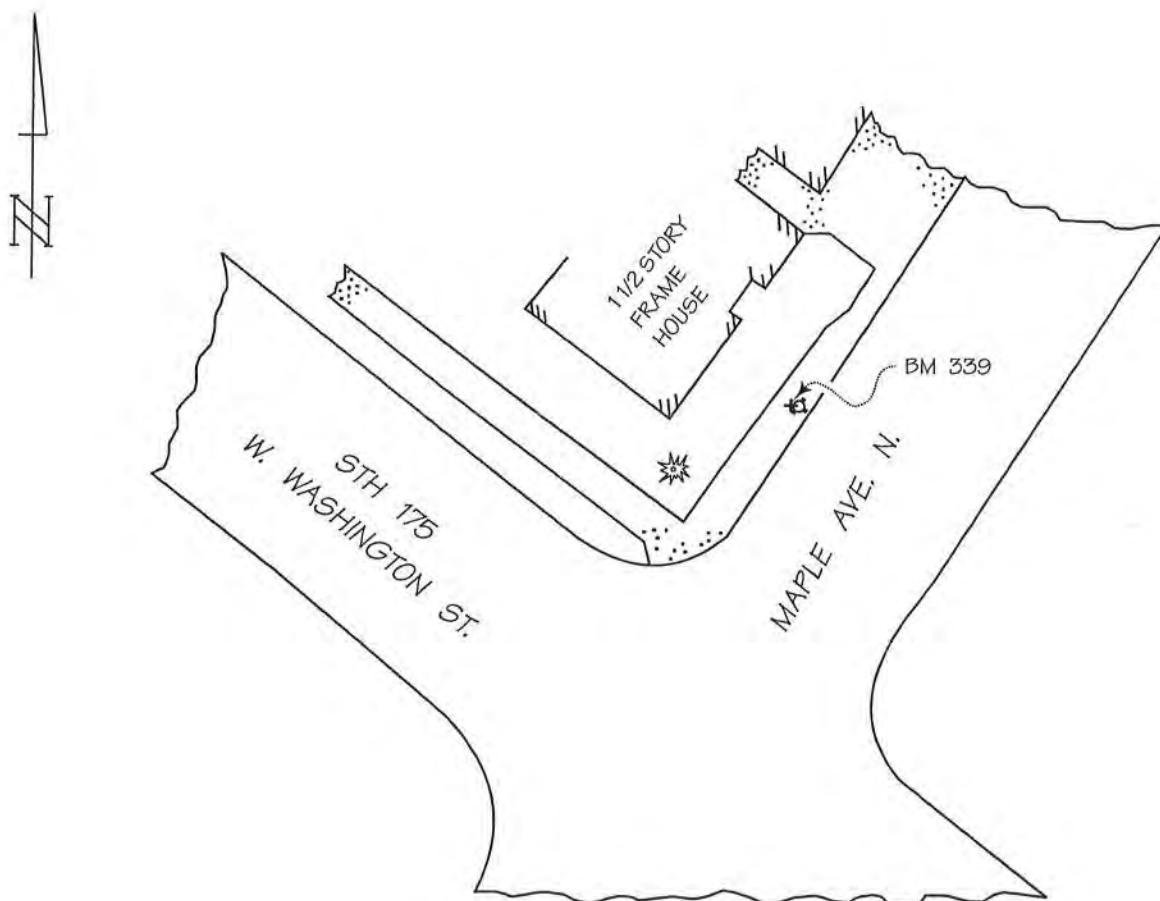 N
1 1/2 STORY
FRAME
HOUSE
BM 339
STH 175
W. WASHINGTON ST.
MAPLE AVE. N.